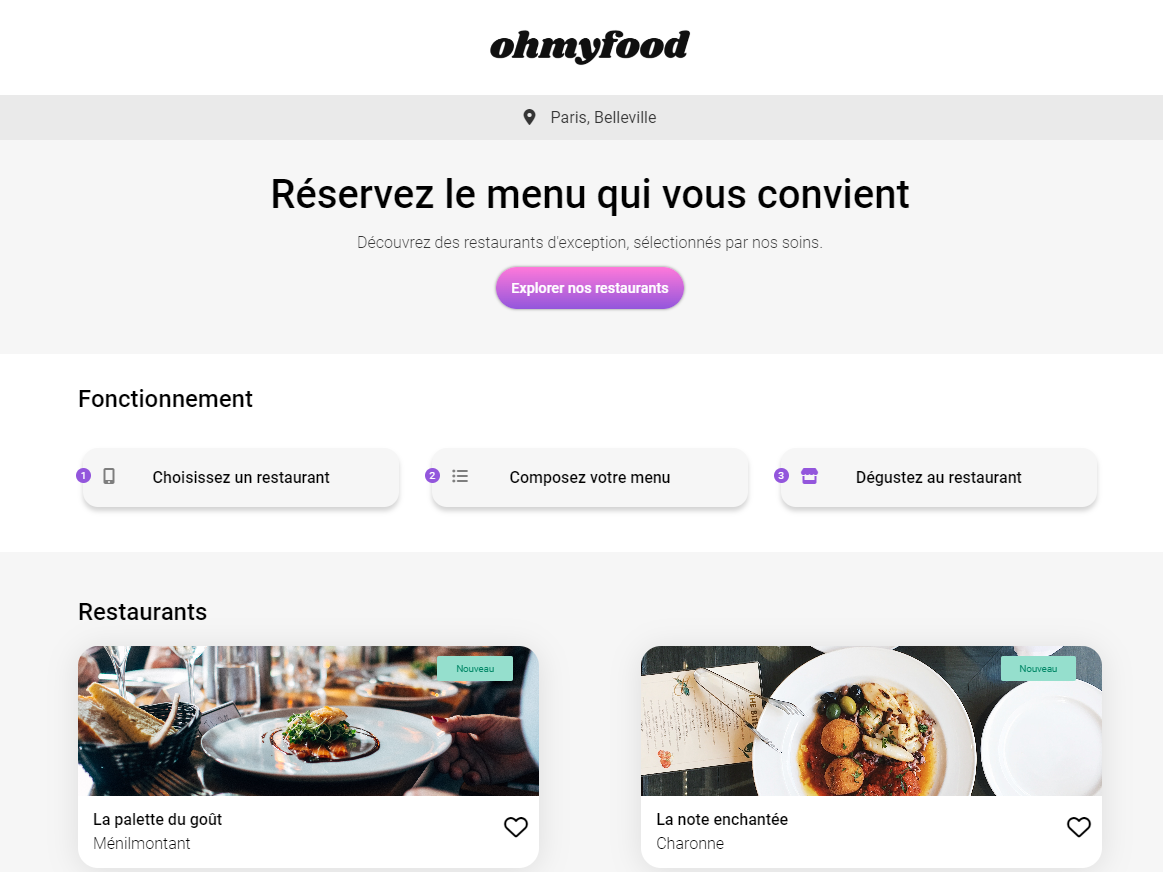 ohmyfood
Paris, Belleville
Réservez le menu qui vous convient
Découvrez des restaurants d'exception, sélectionnés par nos soins.
Explorer nos restaurants
Fonctionnement
1 Choisissez un restaurant
2 Composez votre menu
3 Dégustez au restaurant
Restaurants
Nouveau
La palette du goût
Ménilmontant
Nouveau
La note enchantée
Charonne